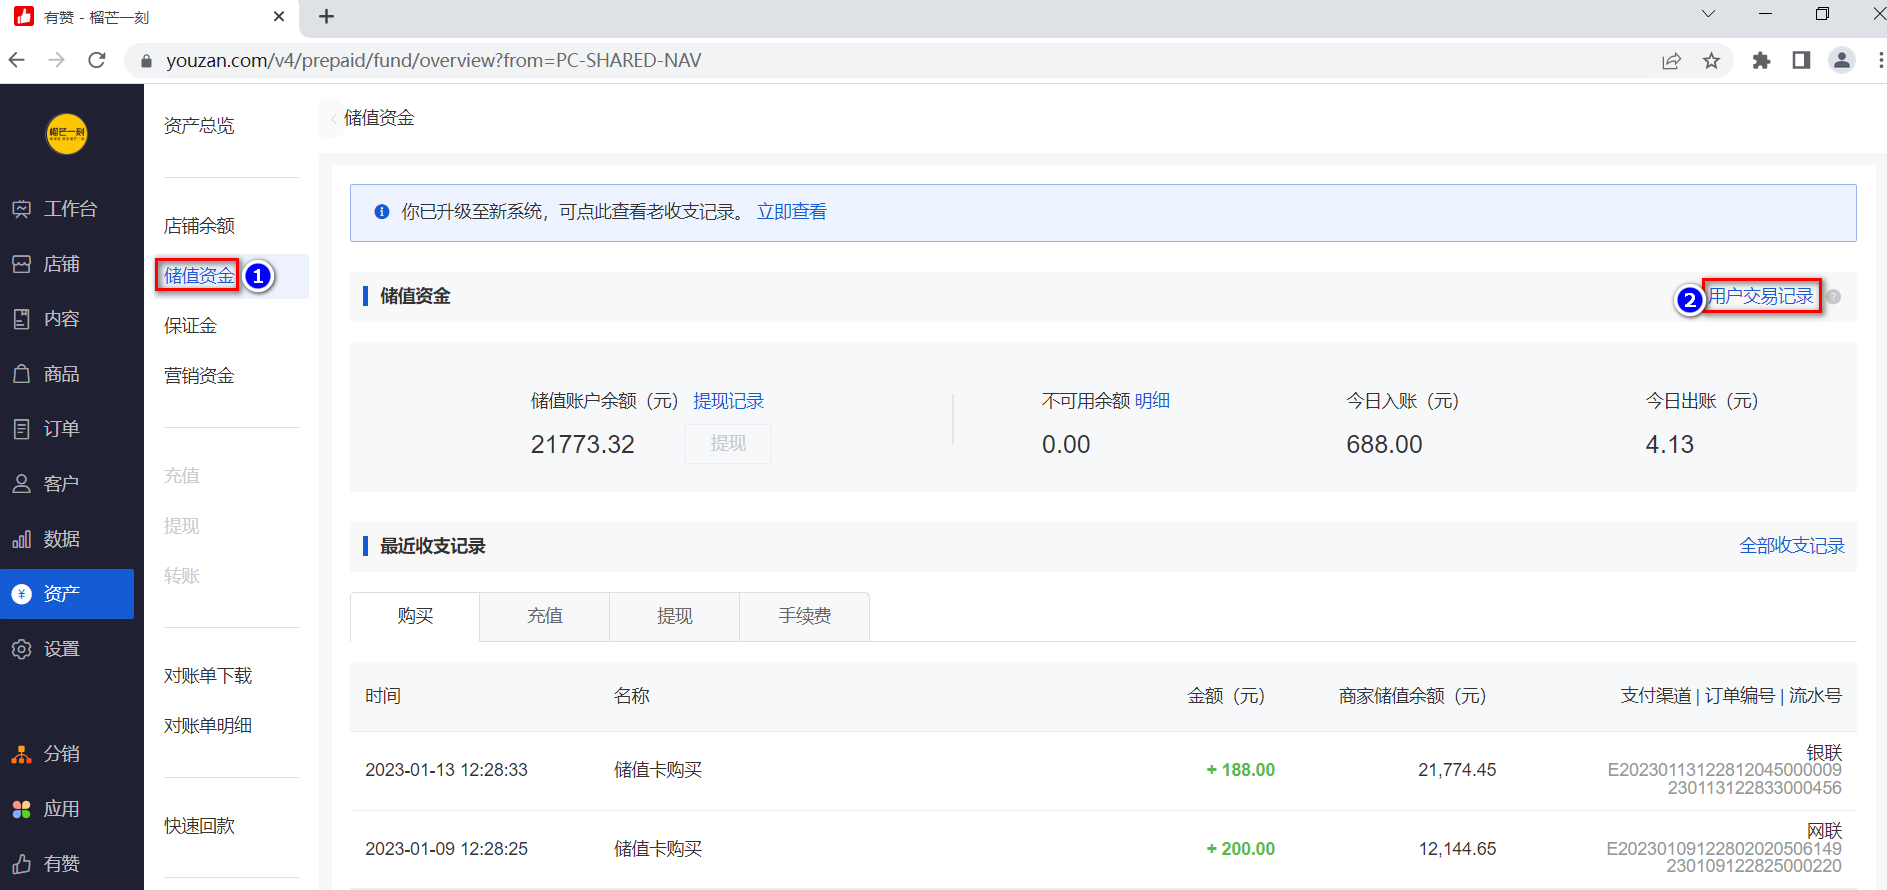 有赞 - 榴芒一刻
youzan.com/v4/prepaid/fund/overview?from=PC-SHARED-NAV
榴芒一刻
工作台
店铺
内容
商品
订单
客户
数据
资产
设置
分销
应用
有赞
资产总览
店铺余额
储值资金 1
保证金
营销资金
充值
提现
转账
对账单下载
对账单明细
快速回款
储值资金
你已升级至新系统，可点此查看老收支记录。 立即查看
储值资金
2 用户交易记录 ?
储值账户余额（元） 提现记录
21773.32 提现
不可用余额 明细
0.00
今日入账（元）
688.00
今日出账（元）
4.13
最近收支记录 全部收支记录
购买 充值 提现 手续费
时间 名称 金额（元） 商家储值余额（元） 支付渠道 | 订单编号 | 流水号
2023-01-13 12:28:33 储值卡购买 + 188.00 21,774.45 银联
E20230113122812045000009
230113122833000456
2023-01-09 12:28:25 储值卡购买 + 200.00 12,144.65 网联
E20230109122802020506149
230109122825000220